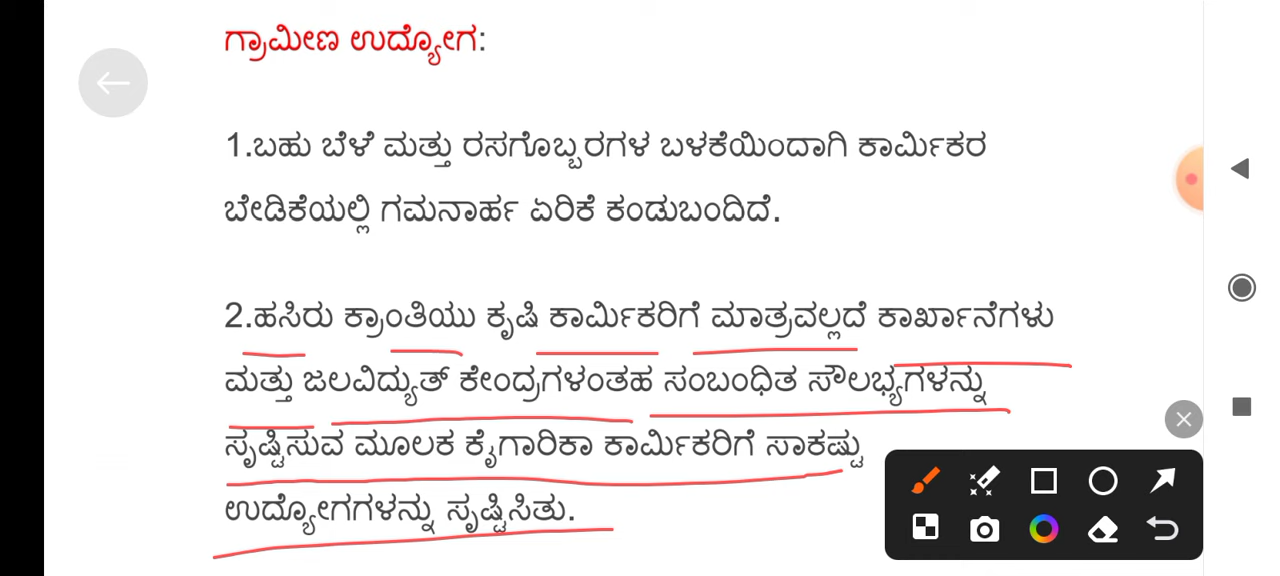 ಗ್ರಾಮೀಣ ಉದ್ಯೋಗ:
1.ಬಹು ಬೆಳೆ ಮತ್ತು ರಸಗೊಬ್ಬರಗಳ ಬಳಕೆಯಿಂದಾಗಿ ಕಾರ್ಮಿಕರ
ಬೇಡಿಕೆಯಲ್ಲಿ ಗಮನಾರ್ಹ ಏರಿಕೆ ಕಂಡುಬಂದಿದೆ.
2.ಹಸಿರು ಕ್ರಾಂತಿಯು ಕೃಷಿ ಕಾರ್ಮಿಕರಿಗೆ ಮಾತ್ರವಲ್ಲದೆ ಕಾರ್ಖಾನೆಗಳು
ಮತ್ತು ಜಲವಿದ್ಯುತ್ ಕೇಂದ್ರಗಳಂತಹ ಸಂಬಂಧಿತ ಸೌಲಭ್ಯಗಳನ್ನು
ಸೃಷ್ಟಿಸುವ ಮೂಲಕ ಕೈಗಾರಿಕಾ ಕಾರ್ಮಿಕರಿಗೆ ಸಾಕಷ್ಟು
ಉದ್ಯೋಗಗಳನ್ನು ಸೃಷ್ಟಿಸಿತು.